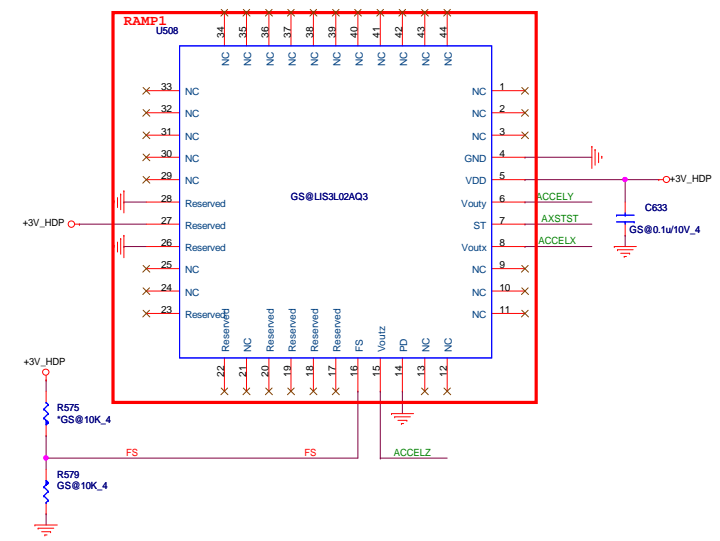 RAMP1
U508
34 35 36 37 38 39 40 41 42 43 44
NC NC NC NC NC NC NC NC NC NC NC
33 NC
32 NC
31 NC
30 NC
29 NC
28 Reserved
+3V_HDP 27 Reserved
26 Reserved
25 NC
24 NC
23 Reserved
GS@LIS3L02AQ3
NC 1
NC 2
NC 3
GND 4
VDD 5 +3V_HDP
Vouty 6 ACCELY
ST 7 AXSTST
Voutx 8 ACCELX
NC 9
NC 10
NC 11
C633
GS@0.1u/10V_4
Reserved NC Reserved Reserved Reserved Reserved FS Voutz PD NC NC
22 21 20 19 18 17 16 15 14 13 12
+3V_HDP
R575
*GS@10K_4
FS FS ACCELZ
R579
GS@10K_4